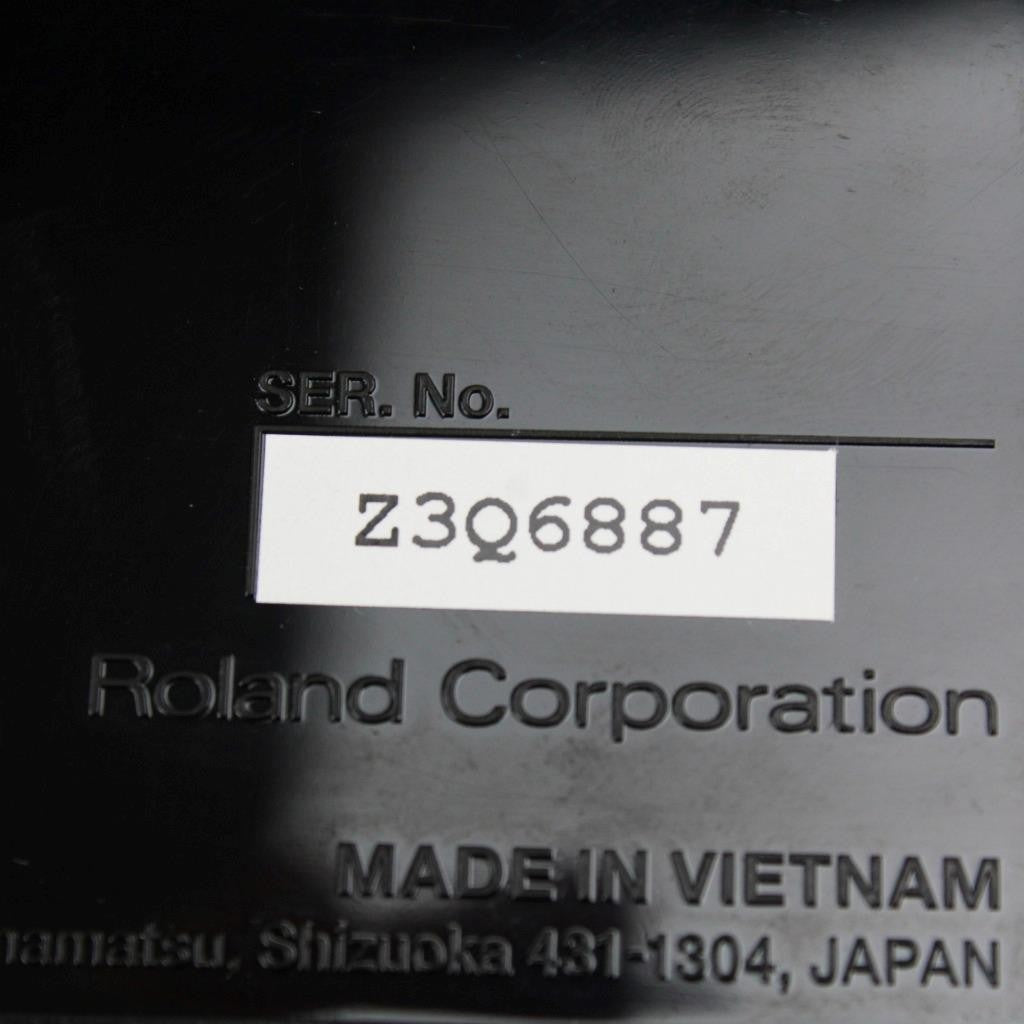 SER. No.
Z3Q6887
Roland Corporation
MADE IN VIETNAM
Shizuoka 431-1304, JAPAN